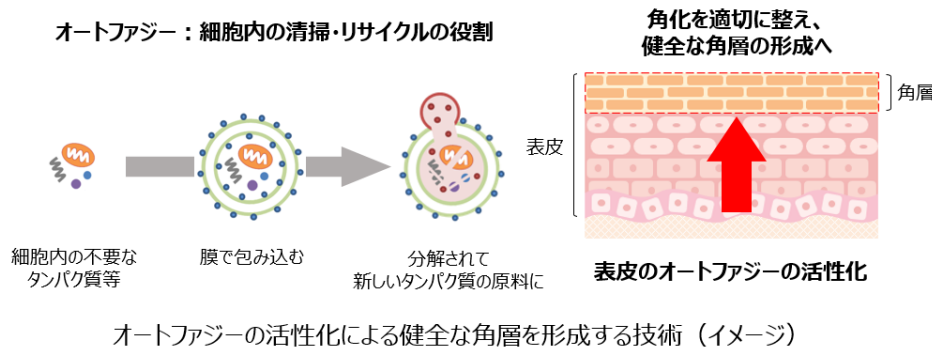 オートファジー：細胞内の清掃・リサイクルの役割
細胞内の不要な
タンパク質等
膜で包み込む
分解されて
新しいタンパク質の原料に
角化を適切に整え、
健全な角層の形成へ
角層
表皮
表皮のオートファジーの活性化
オートファジーの活性化による健全な角層を形成する技術（イメージ）